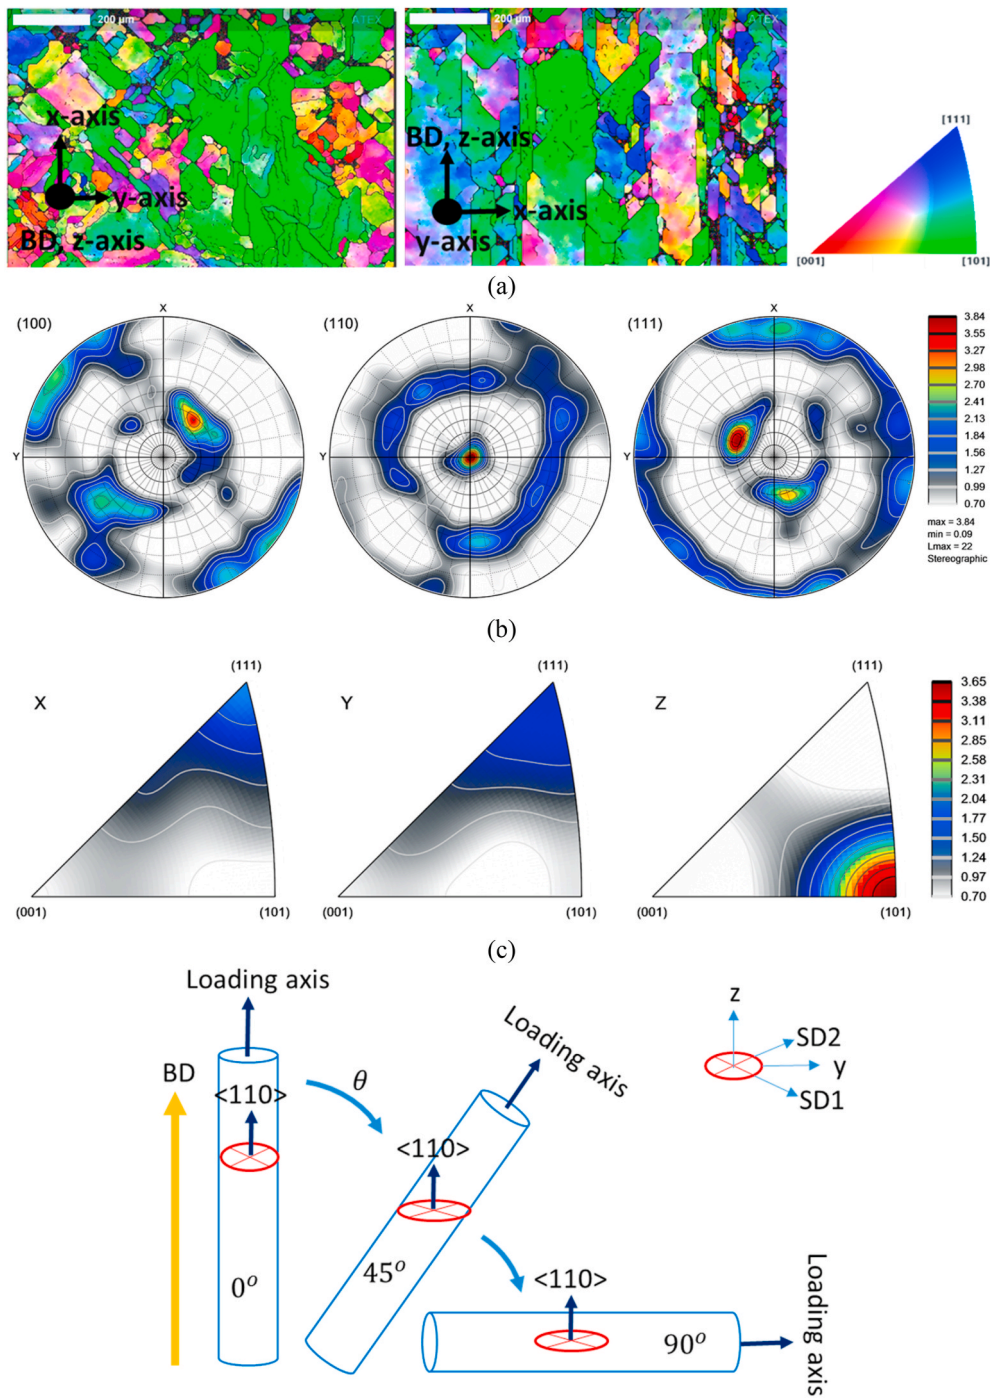 200 µm
ATEX
x-axis
y-axis
BD, z-axis
200 µm
ATEX
BD, z-axis
x-axis
y-axis
[111]
[001]
[101]
(a)
(100)
X
Y
(110)
X
Y
(111)
X
Y
3.84
3.55
3.27
2.98
2.70
2.41
2.13
1.84
1.56
1.27
0.99
0.70
max = 3.84
min = 0.09
Lmax = 22
Stereographic
(b)
X
(111)
(001)
(101)
Y
(111)
(001)
(101)
Z
(111)
(001)
(101)
3.65
3.38
3.11
2.85
2.58
2.31
2.04
1.77
1.50
1.24
0.97
0.70
(c)
Loading axis
BD
<110>
0º
θ
Loading axis
<110>
45º
<110>
90º
Loading axis
z
SD2
y
SD1